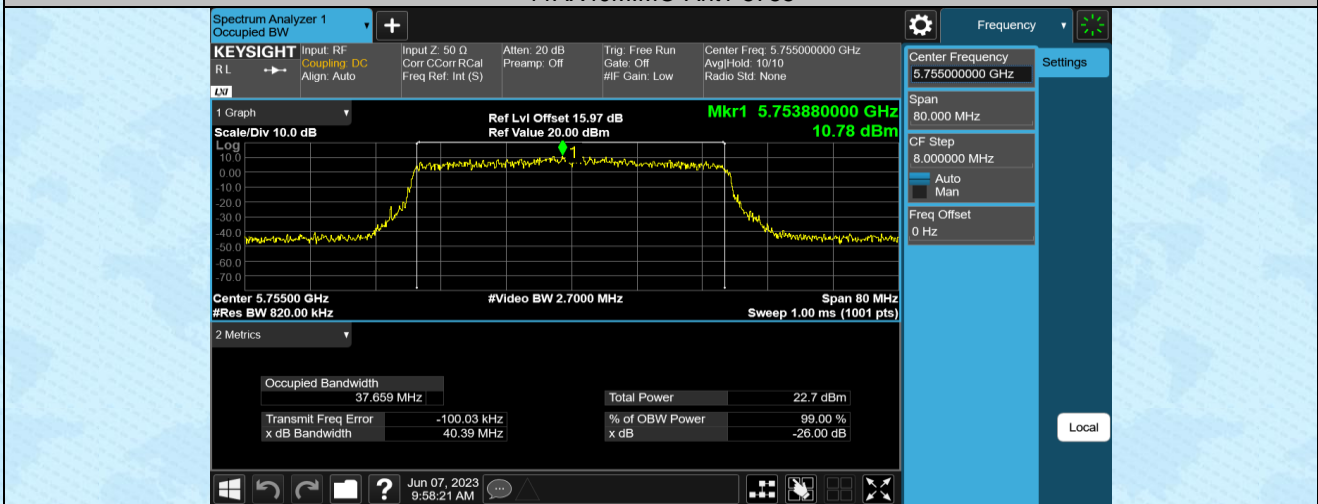 Spectrum Analyzer 1
Occupied BW
Frequency
KEYSIGHT
R L
LXI
Input: RF
Coupling: DC
Align: Auto
Input Z: 50 Ω
Corr CCorr RCal
Freq Ref: Int (S)
Atten: 20 dB
Preamp: Off
Trig: Free Run
Gate: Off
#IF Gain: Low
Center Freq: 5.755000000 GHz
Avg|Hold: 10/10
Radio Std: None
Center Frequency
5.755000000 GHz
Settings
Span
80.000 MHz
CF Step
8.000000 MHz
Auto
Man
Freq Offset
0 Hz
1 Graph
Scale/Div 10.0 dB
Ref Lvl Offset 15.97 dB
Ref Value 20.00 dBm
Mkr1 5.753880000 GHz
10.78 dBm
Log
10.0
0.00
-10.0
-20.0
-30.0
-40.0
-50.0
-60.0
-70.0
1
Center 5.75500 GHz
#Video BW 2.7000 MHz
Span 80 MHz
#Res BW 820.00 kHz
Sweep 1.00 ms (1001 pts)
2 Metrics
Occupied Bandwidth
37.659 MHz
Total Power 22.7 dBm
Transmit Freq Error -100.03 kHz
% of OBW Power 99.00 %
x dB Bandwidth 40.39 MHz
x dB -26.00 dB
Local
?
Jun 07, 2023
9:58:21 AM